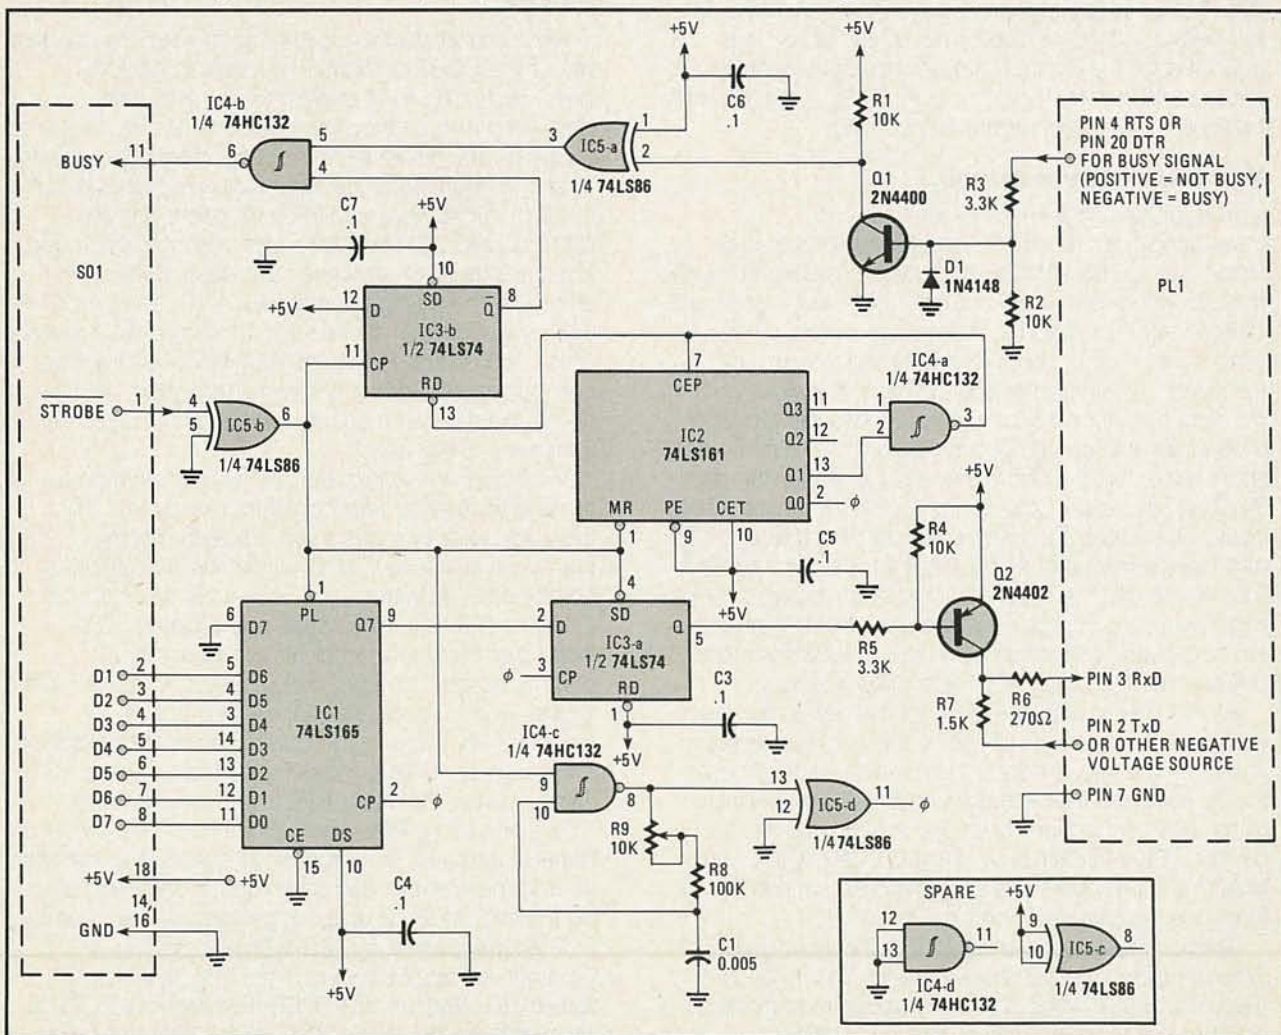 +5V
+5V
IC4-b
1/4 74HC132
C6
.1
R1
10K
PIN 4 RTS OR
PIN 20 DTR
FOR BUSY SIGNAL
(POSITIVE = NOT BUSY,
NEGATIVE = BUSY)
BUSY
11
6
5
4
3
IC5-a
1
2
1/4 74LS86
Q1
2N4400
R3
3.3K
C7
.1
+5V
S01
PL1
10
D1
1N4148
R2
10K
+5V
12
D
SD
Q
8
IC3-b
1/2 74LS74
11
CP
RD
13
STROBE
1
4
5
IC5-b
6
1/4 74LS86
7
CEP
IC2
74LS161
Q3
11
Q2
12
Q1
13
Q0
2
φ
IC4-a
1/4 74HC132
1
2
3
MR
PE
CET
1
9
10
C5
.1
+5V
+5V
R4
10K
Q2
2N4402
1
PL
6
D7
Q7
9
4
SD
2
D
Q
5
IC3-a
1/2 74LS74
φ
3
CP
RD
1
+5V
C3
.1
R5
3.3K
PIN 3 RxD
R6
270Ω
R7
1.5K
PIN 2 TxD
OR OTHER NEGATIVE
VOLTAGE SOURCE
PIN 7 GND
D1
2
5
D6
D2
3
4
D5
D3
4
3
D4
D4
5
14
D3
D5
6
13
D2
D6
7
12
D1
D7
8
11
D0
IC1
74LS165
CP
2
φ
CE
DS
15
10
IC4-c
1/4 74HC132
9
10
8
R9
10K
R8
100K
C1
0.005
13
12
IC5-d
11
φ
1/4 74LS86
+5V
18
+5V
14,
16
GND
C4
.1
+5V
SPARE
+5V
12
13
11
IC4-d
1/4 74HC132
9
10
IC5-c
8
1/4 74LS86